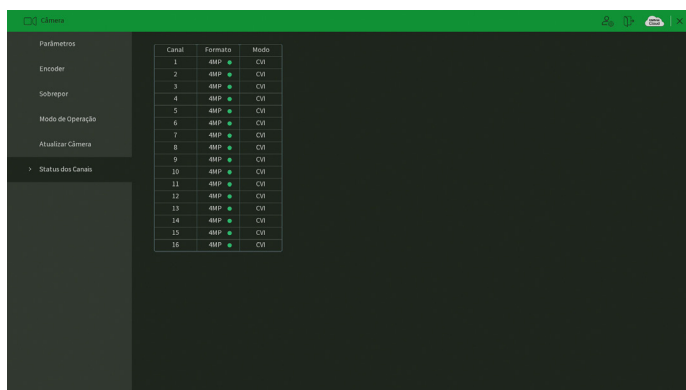 Câmera
Parâmetros
Encoder
Sobrepor
Modo de Operação
Atualizar Câmera
> Status dos Canais
Canal Formato Modo
1 4MP CVI
2 4MP CVI
3 4MP CVI
4 4MP CVI
5 4MP CVI
6 4MP CVI
7 4MP CVI
8 4MP CVI
9 4MP CVI
10 4MP CVI
11 4MP CVI
12 4MP CVI
13 4MP CVI
14 4MP CVI
15 4MP CVI
16 4MP CVI
Cloud